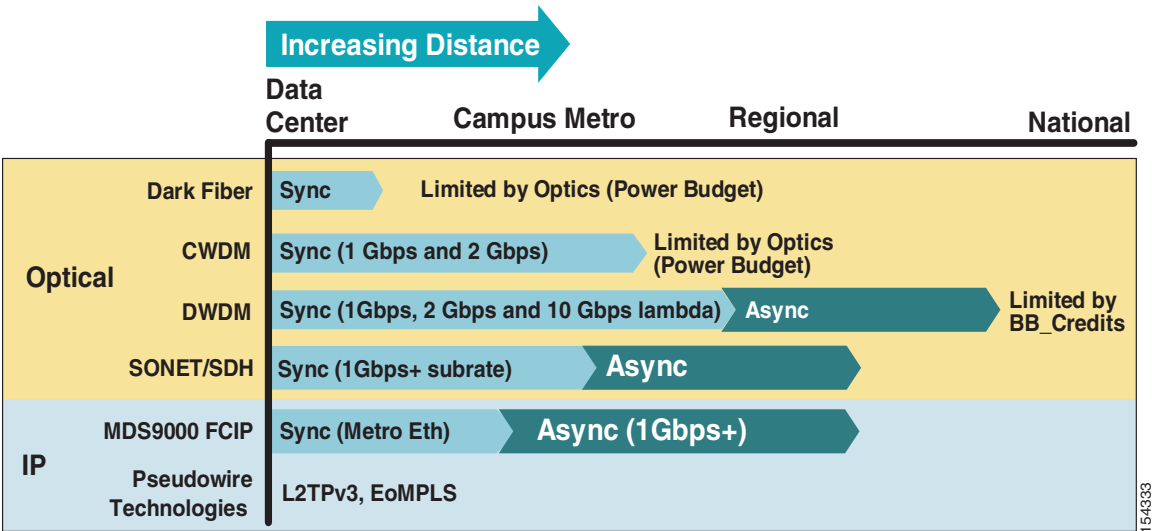 Increasing Distance
Data
Center
Campus Metro
Regional
National
Optical
Dark Fiber
Sync
Limited by Optics (Power Budget)
CWDM
Sync (1 Gbps and 2 Gbps)
Limited by Optics
(Power Budget)
DWDM
Sync (1Gbps, 2 Gbps and 10 Gbps lambda)
Async
Limited by
BB_Credits
SONET/SDH
Sync (1Gbps+ subrate)
Async
IP
MDS9000 FCIP
Sync (Metro Eth)
Async (1Gbps+)
Pseudowire
Technologies
L2TPv3, EoMPLS
154333